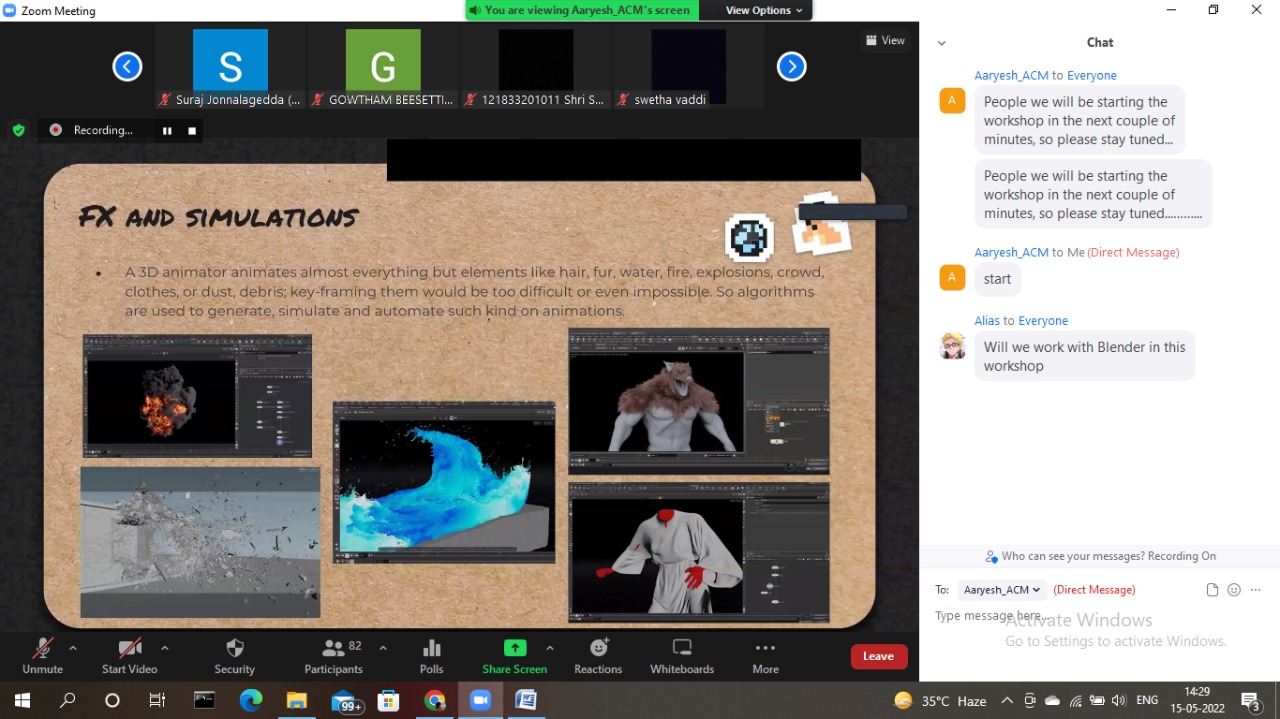 Zoom Meeting
You are viewing Aaryesh_ACM's screen
View Options
View
S
G
Suraj Jonnalagedda (...
GOWTHAM BEESETTI...
121833201011 Shri S...
swetha vaddi
Recording...
FX AND SIMULATIONS
• A 3D animator animates almost everything but elements like hair, fur, water, fire, explosions, crowd,
clothes, or dust, debris; key-framing them would be too difficult or even impossible. So algorithms
are used to generate, simulate and automate such kind on animations.
Unmute
Start Video
Security
82
Participants
Polls
Share Screen
Reactions
Whiteboards
More
Leave
Chat
Aaryesh_ACM to Everyone
A
People we will be starting the
workshop in the next couple of
minutes, so please stay tuned...
People we will be starting the
workshop in the next couple of
minutes, so please stay tuned..........
Aaryesh_ACM to Me (Direct Message)
A
start
Alias to Everyone
Will we work with Blender in this
workshop
Who can see your messages? Recording On
To: Aaryesh_ACM (Direct Message)
Type message here...
Activate Windows
Go to Settings to activate Windows.
99+
35°C Haze
ENG
14:29
15-05-2022
3